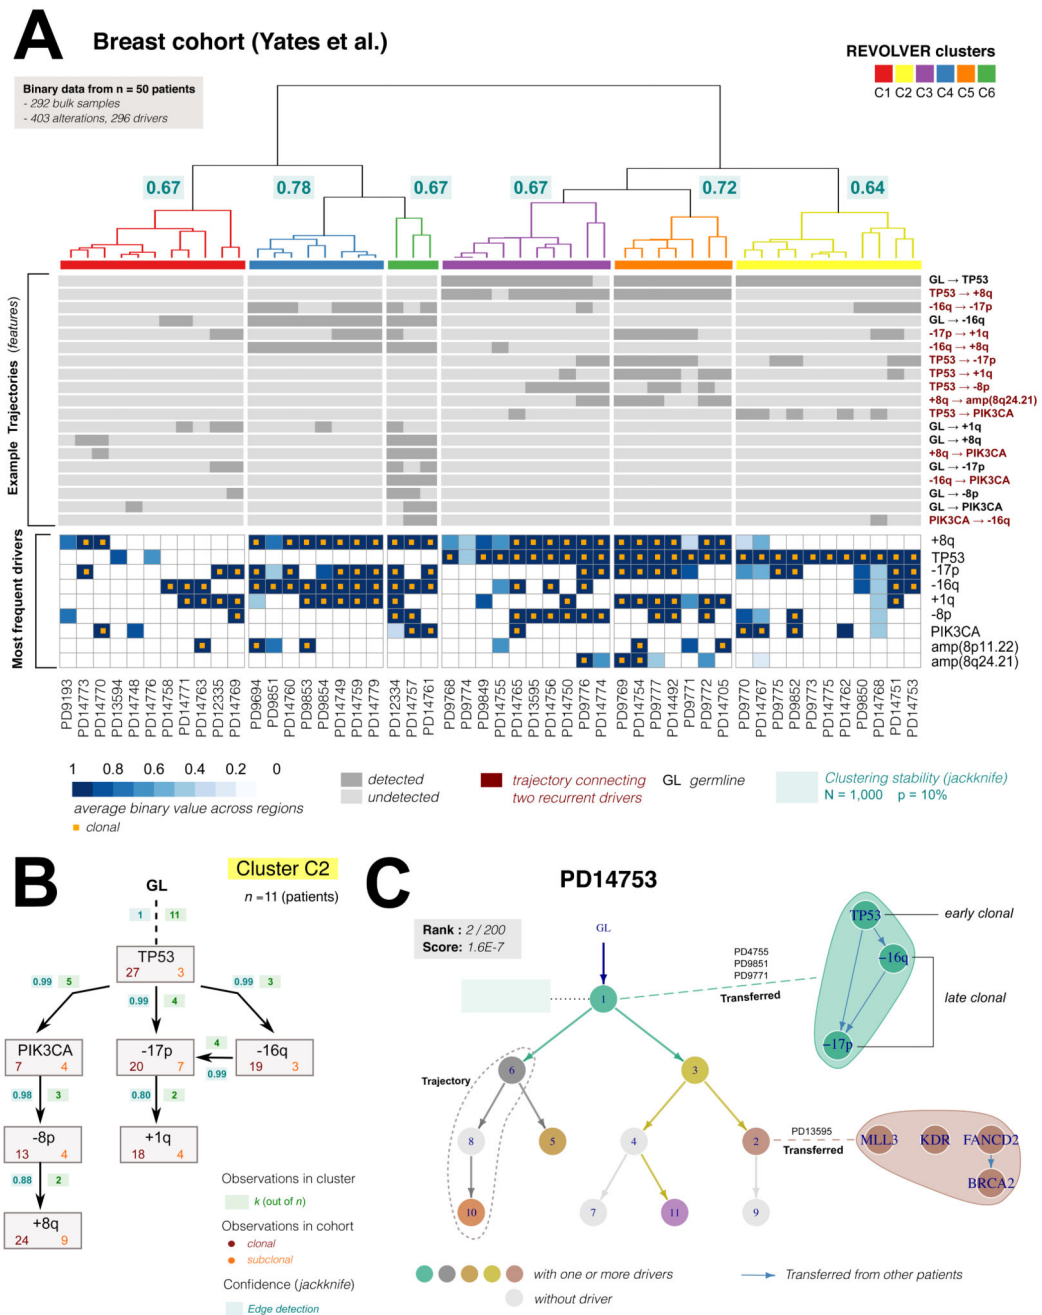 A
Breast cohort (Yates et al.)
REVOLVER clusters
C1 C2 C3 C4 C5 C6
Binary data from n = 50 patients
- 292 bulk samples
- 403 alterations, 296 drivers
0.67
0.78
0.67
0.67
0.72
0.64
Example Trajectories (features)
GL → TP53
TP53 → +8q
-16q → -17p
GL → -16q
-17p → +1q
-16q → +8q
TP53 → -17p
TP53 → +1q
TP53 → -8p
+8q → amp(8q24.21)
TP53 → PIK3CA
GL → +1q
GL → +8q
+8q → PIK3CA
GL → -17p
-16q → PIK3CA
GL → -8p
GL → PIK3CA
PIK3CA → -16q
Most frequent drivers
+8q
TP53
-17p
-16q
+1q
-8p
PIK3CA
amp(8p11.22)
amp(8q24.21)
PD9193
PD14773
PD14770
PD13594
PD14748
PD14776
PD14758
PD14771
PD14763
PD12335
PD14769
PD9694
PD9851
PD14760
PD9853
PD9854
PD14749
PD14759
PD14779
PD12334
PD14757
PD14761
PD9768
PD14774
PD9849
PD14755
PD14765
PD13595
PD14756
PD14750
PD9776
PD14774
PD9769
PD14754
PD9777
PD14492
PD9771
PD9772
PD14705
PD9770
PD14767
PD9775
PD9852
PD9773
PD14775
PD14762
PD9850
PD14768
PD14751
PD14753
1 0.8 0.6 0.4 0.2 0
average binary value across regions
clonal
detected
undetected
trajectory connecting
two recurrent drivers
GL germline
Clustering stability (jackknife)
N = 1,000 p = 10%
B
Cluster C2
n =11 (patients)
GL
1 11
TP53
27 3
0.99 5
0.99 4
0.99 3
PIK3CA
7 4
-17p
20 7
4
0.99
-16q
19 3
0.98 3
0.80 2
-8p
13 4
+1q
18 4
0.88 2
+8q
24 9
Observations in cluster
k (out of n)
Observations in cohort
clonal
subclonal
Confidence (jackknife)
Edge detection
C
PD14753
Rank : 2 / 200
Score: 1.6E-7
GL
1
PD4755
PD9851
PD9771
Transferred
TP53
early clonal
−16q
late clonal
−17p
Trajectory
6
3
8
5
4
2
PD13595
Transferred
MLL3
KDR
FANCD2
BRCA2
10
7
11
9
with one or more drivers
without driver
Transferred from other patients